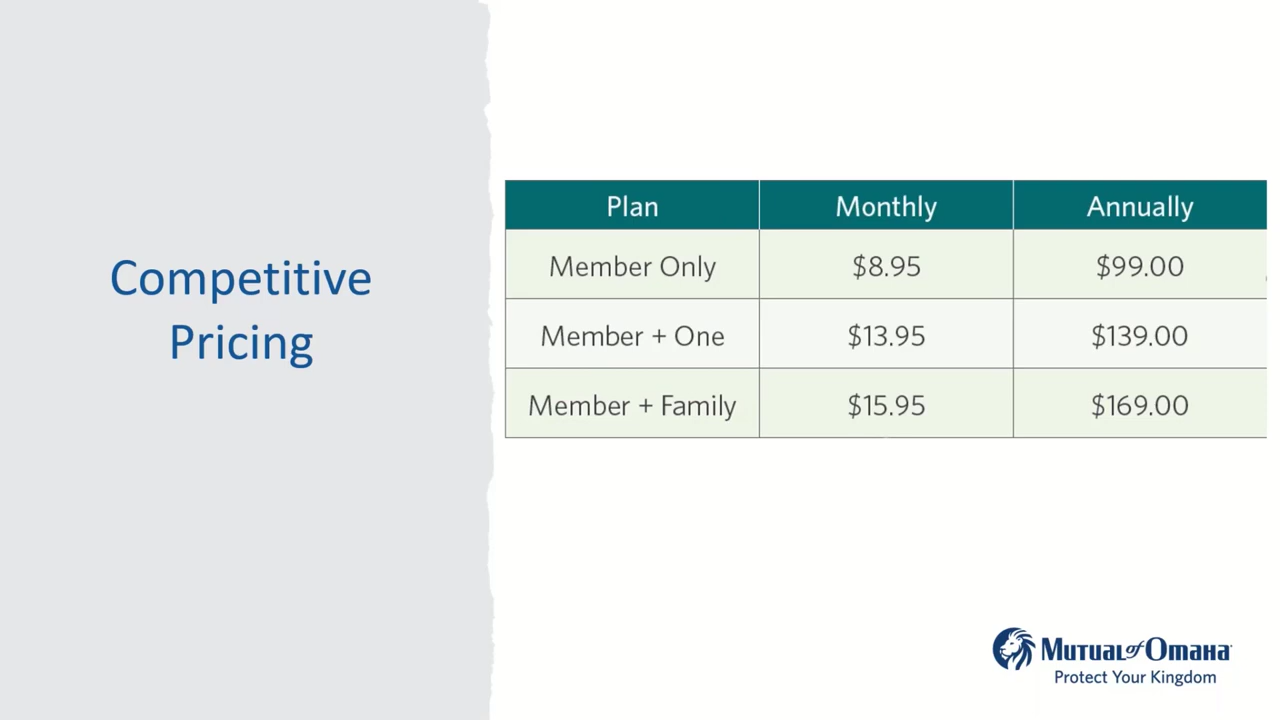 Competitive
Pricing
Plan Monthly Annually
Member Only $8.95 $99.00
Member + One $13.95 $139.00
Member + Family $15.95 $169.00
Mutual of Omaha
Protect Your Kingdom